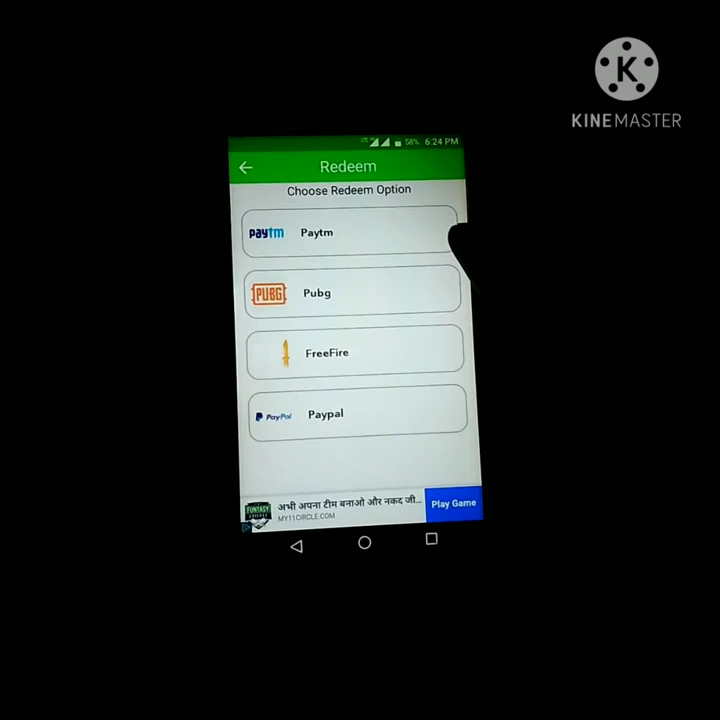 KINEMASTER
58% 6:24 PM
Redeem
Choose Redeem Option
paytm Paytm
PUBG Pubg
FreeFire
PayPal Paypal
अभी अपना टीम बनाओ और नकद जी...
MY11CIRCLE.COM
Play Game